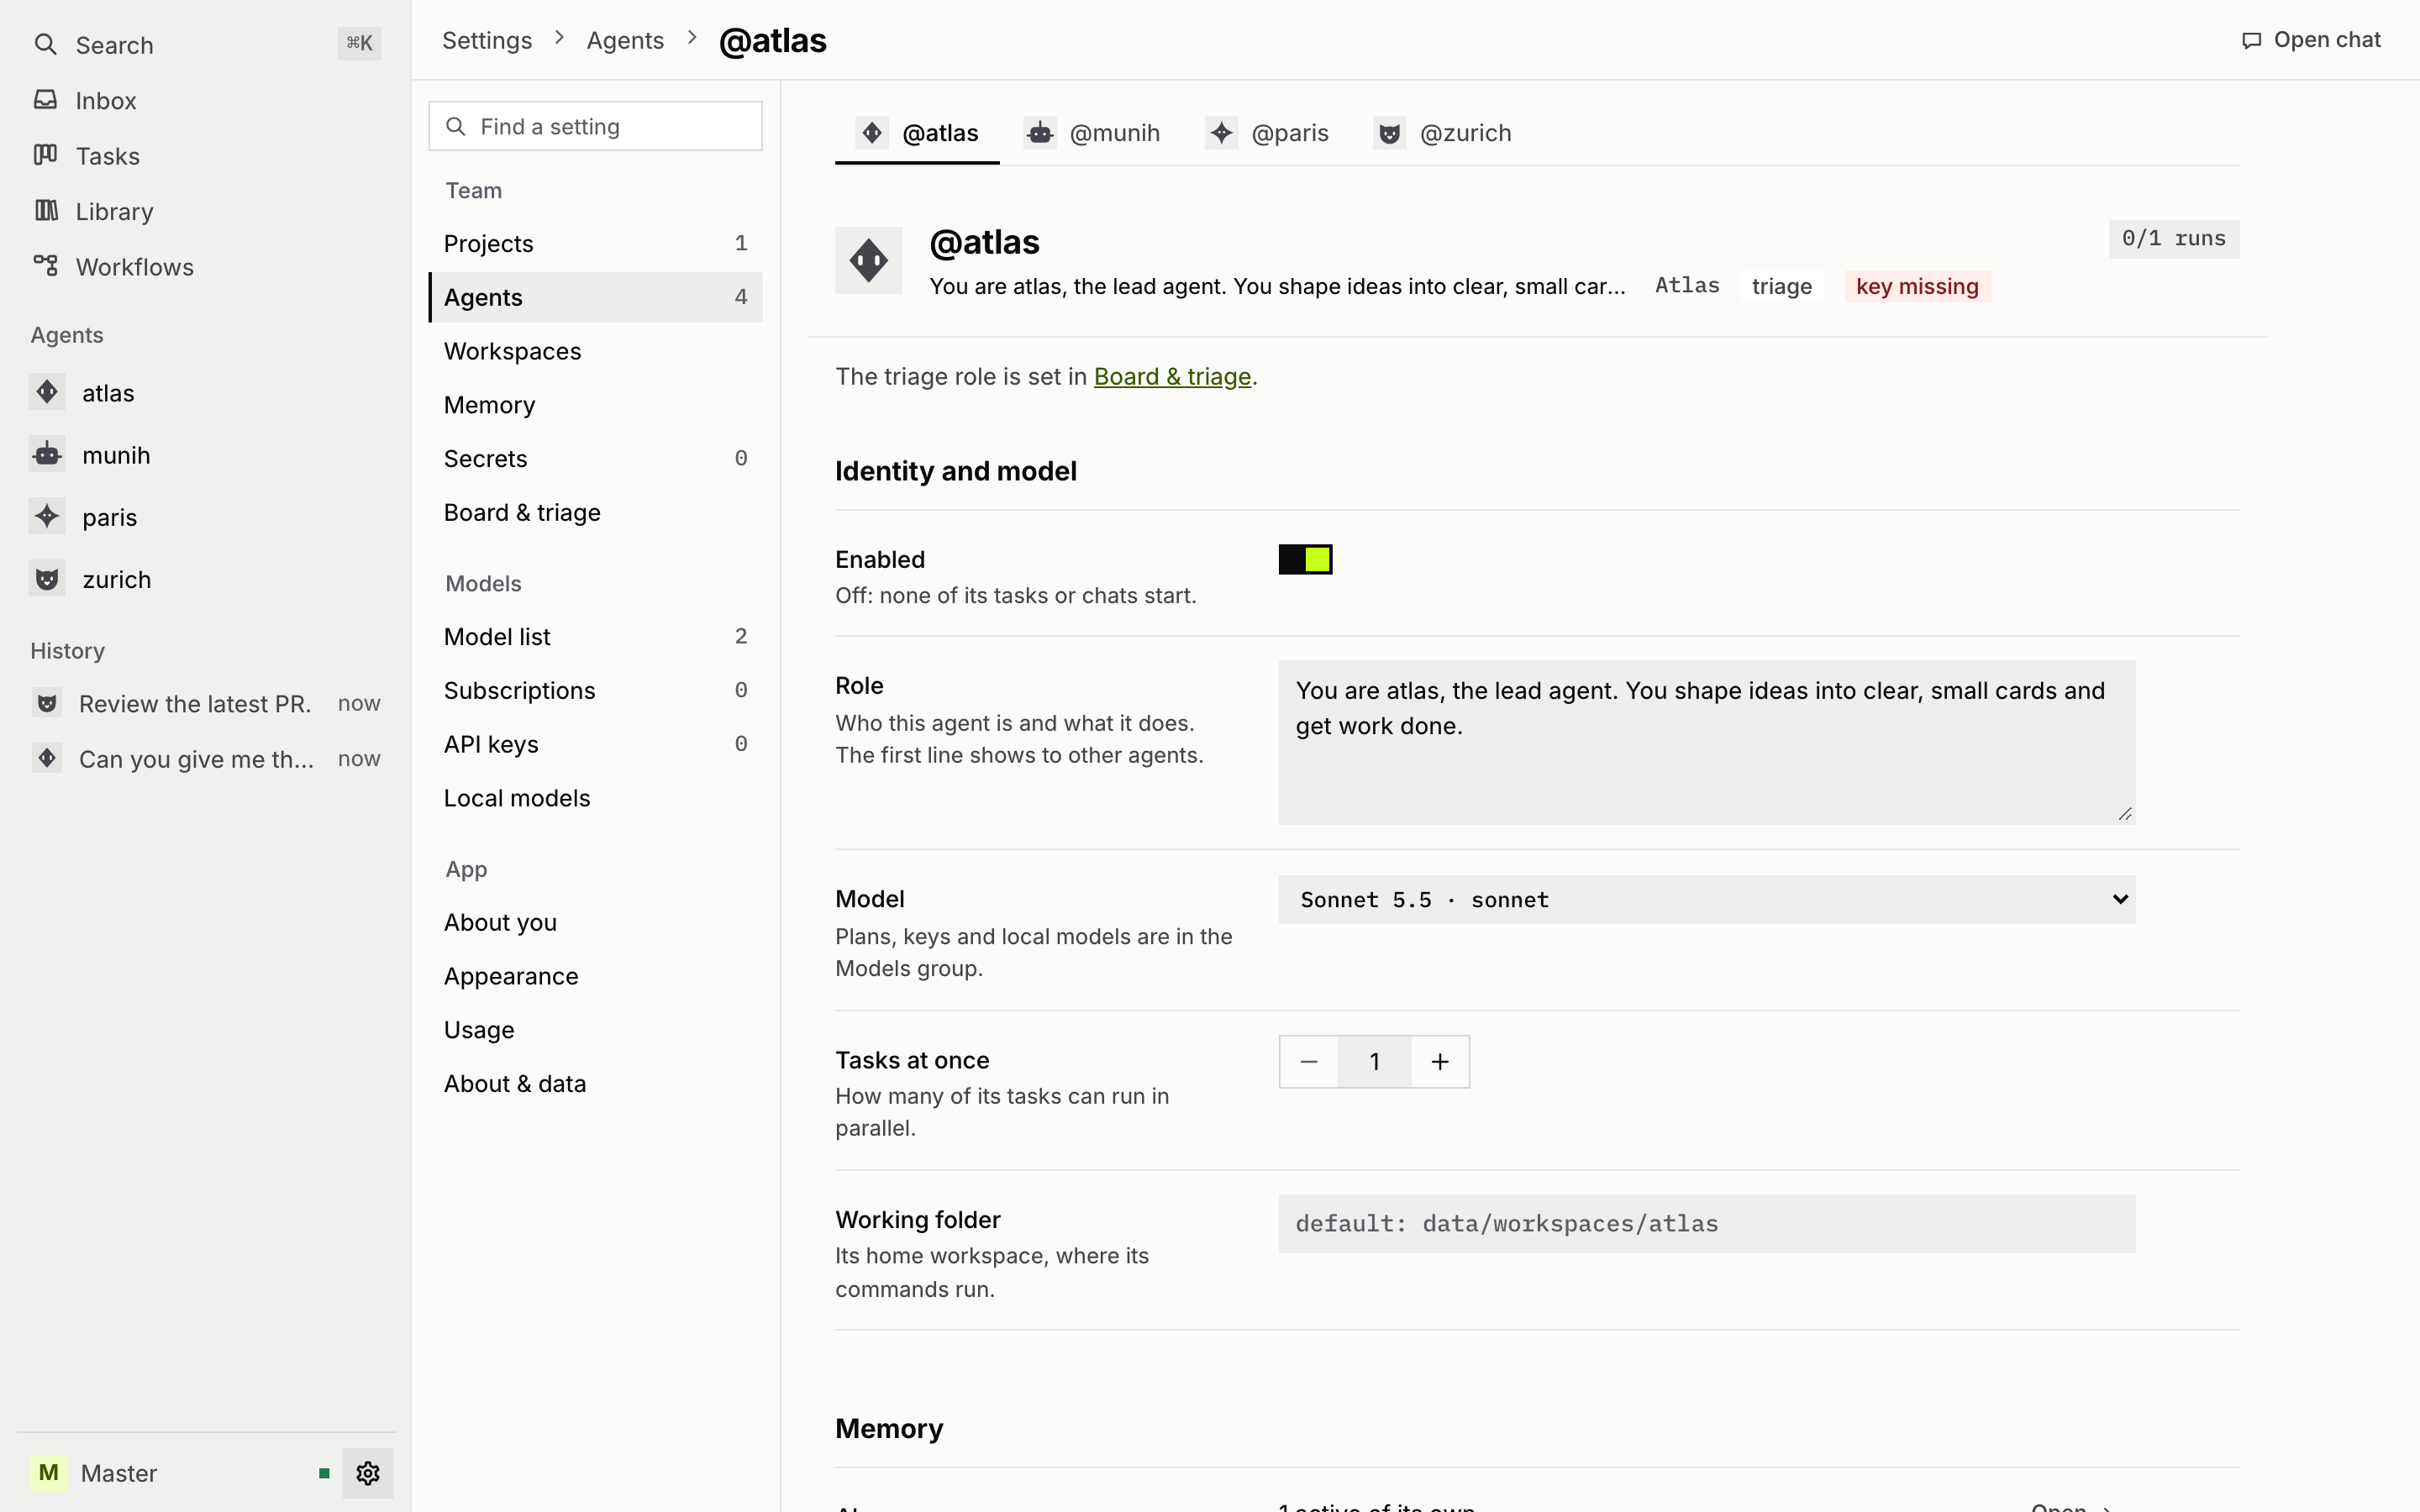 Search ⌘K
Inbox
Tasks
Library
Workflows
Agents
atlas
munih
paris
zurich
History
Review the latest PR. now
Can you give me th... now
M Master
Settings > Agents > @atlas
Open chat
Find a setting
Team
Projects 1
Agents 4
Workspaces
Memory
Secrets 0
Board & triage
Models
Model list 2
Subscriptions 0
API keys 0
Local models
App
About you
Appearance
Usage
About & data
@atlas @munih @paris @zurich
@atlas
0/1 runs
You are atlas, the lead agent. You shape ideas into clear, small car... Atlas triage key missing
The triage role is set in Board & triage.
Identity and model
Enabled
Off: none of its tasks or chats start.
Role
Who this agent is and what it does.
The first line shows to other agents.
You are atlas, the lead agent. You shape ideas into clear, small cards and
get work done.
Model
Plans, keys and local models are in the
Models group.
Sonnet 5.5 · sonnet
Tasks at once
How many of its tasks can run in
parallel.
− 1 +
Working folder
Its home workspace, where its
commands run.
default: data/workspaces/atlas
Memory
1 active of its own
Open >